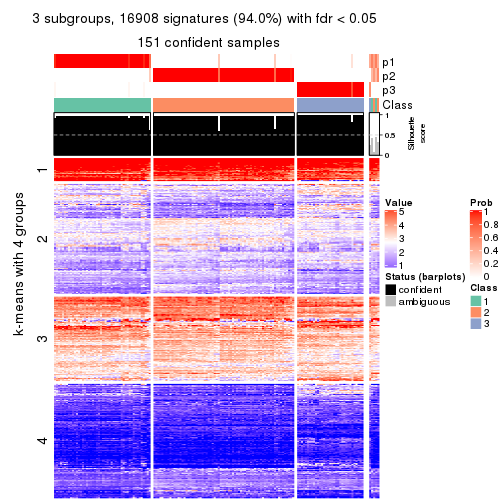 3 subgroups, 16908 signatures (94.0%) with fdr < 0.05
151 confident samples
p1
p2
p3
Class
1
0.5
0
Silhouette
score
k-means with 4 groups
1
2
3
4
Value
5
4
3
2
1
Status (barplots)
confident
ambiguous
Prob
1
0.8
0.6
0.4
0.2
0
Class
1
2
3